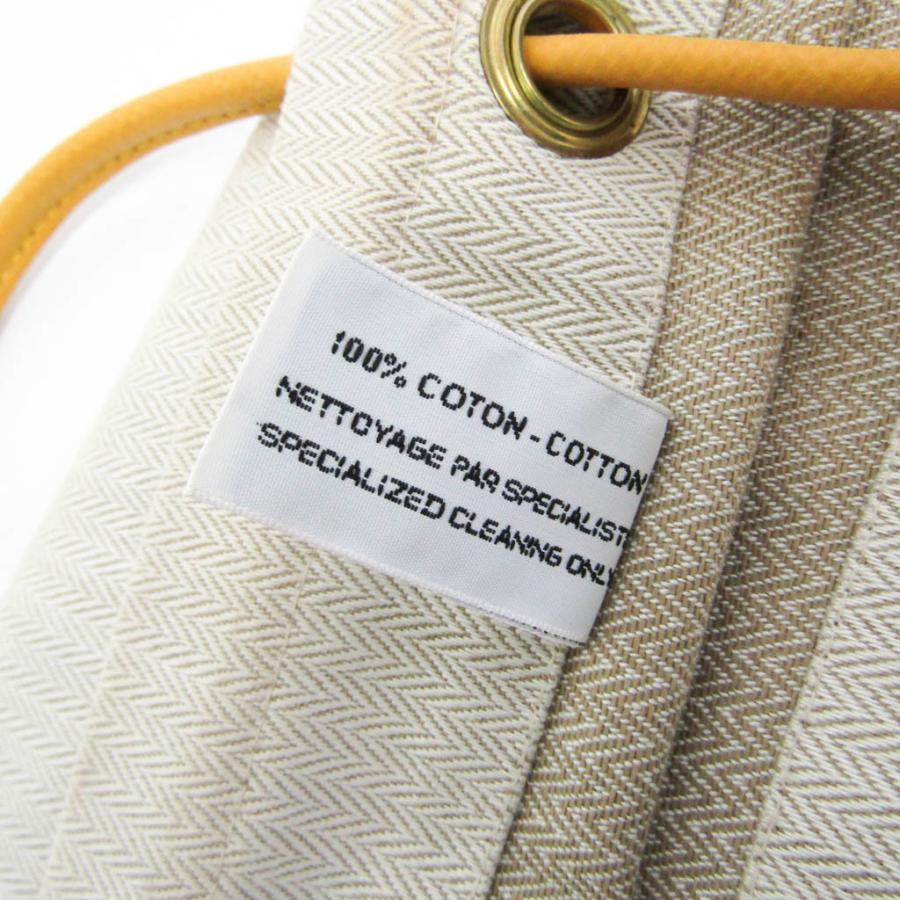 100% COTON - COTTON
NETTOYAGE PAR SPECIALISTE
SPECIALIZED CLEANING ONLY